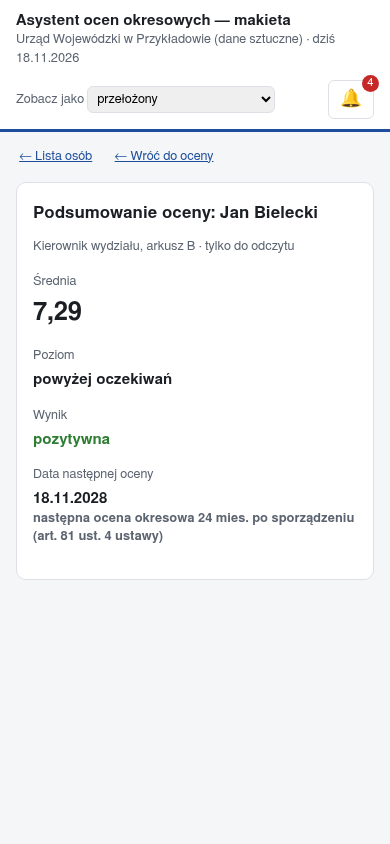 Asystent ocen okresowych — makieta
Urząd Wojewódzki w Przykładowie (dane sztuczne) · dziś
18.11.2026
Zobacz jako przełożony
4
← Lista osób ← Wróć do oceny
Podsumowanie oceny: Jan Bielecki
Kierownik wydziału, arkusz B · tylko do odczytu
Średnia
7,29
Poziom
powyżej oczekiwań
Wynik
pozytywna
Data następnej oceny
18.11.2028
następna ocena okresowa 24 mies. po sporządzeniu
(art. 81 ust. 4 ustawy)